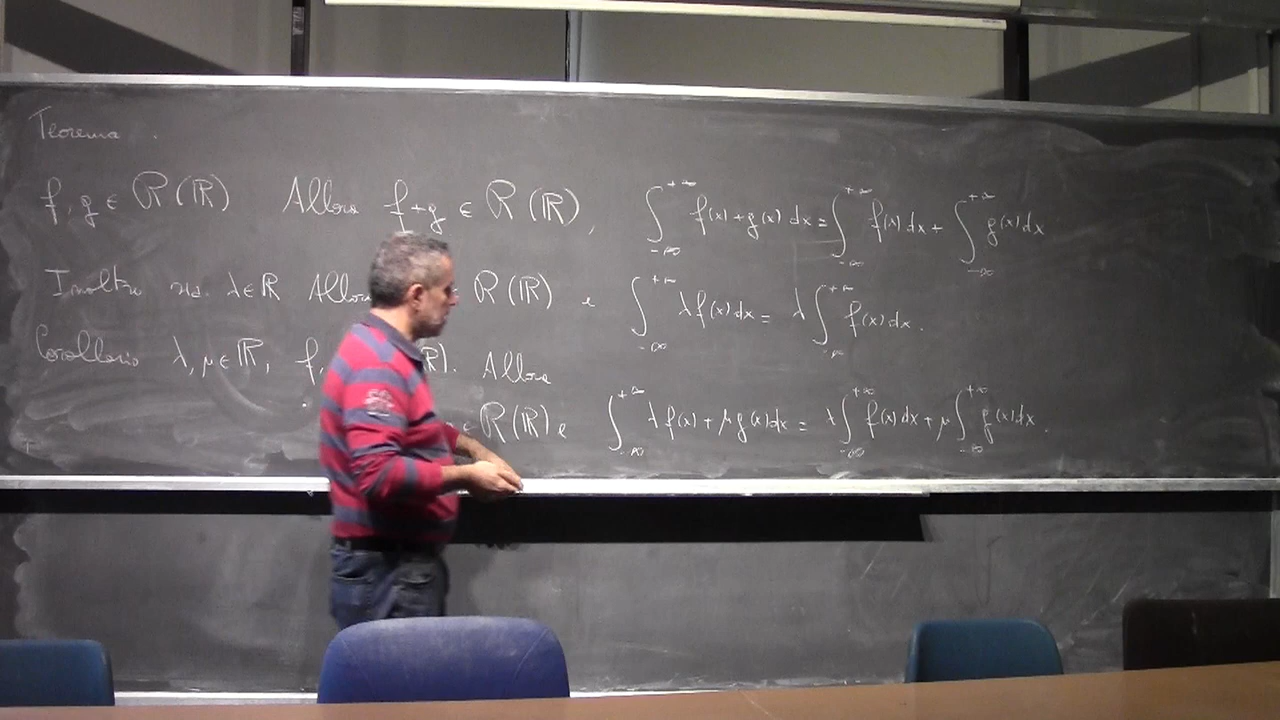 Teorema .
f, g ∈ R(ℝ) Allora f+g ∈ R(ℝ), ∫_{-∞}^{+∞} f(x)+g(x) dx = ∫_{-∞}^{+∞} f(x) dx + ∫_{-∞}^{+∞} g(x) dx
Inoltre sia λ∈ℝ Allora R(ℝ) e ∫_{-∞}^{+∞} λ f(x) dx = λ ∫_{-∞}^{+∞} f(x) dx .
Corollario λ, μ ∈ ℝ, f, ℝ). Allora
∈ R(ℝ) e ∫_{-∞}^{+∞} λ f(x) + μ g(x) dx = λ ∫_{-∞}^{+∞} f(x) dx + μ ∫_{-∞}^{+∞} g(x) dx .